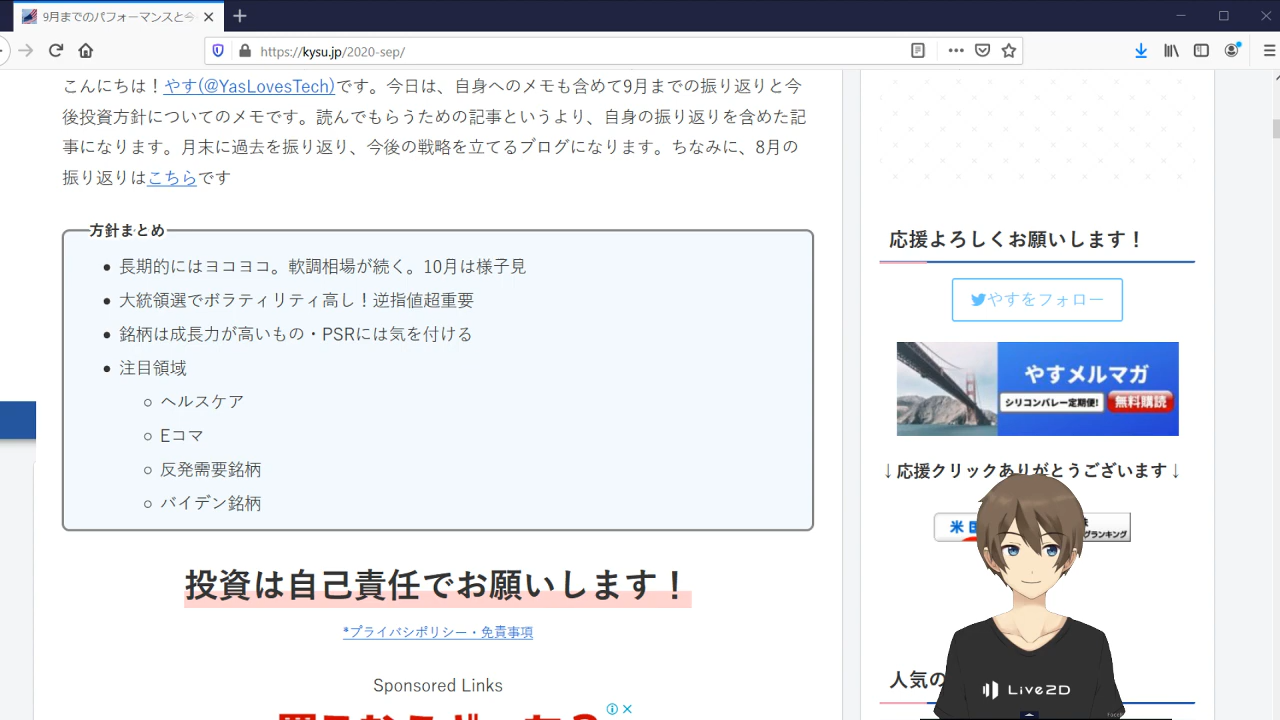 9月までのパフォーマンスと今
https://kysu.jp/2020-sep/
こんにちは！やす(@YasLovesTech)です。今日は、自身へのメモも含めて9月までの振り返りと今
後投資方針についてのメモです。読んでもらうための記事というより、自身の振り返りを含めた記
事になります。月末に過去を振り返り、今後の戦略を立てるブログになります。ちなみに、8月の
振り返りはこちらです
方針まとめ
長期的にはヨコヨコ。軟調相場が続く。10月は様子見
大統領選でボラティリティ高し！逆指値超重要
銘柄は成長力が高いもの・PSRには気を付ける
注目領域
ヘルスケア
Eコマ
反発需要銘柄
バイデン銘柄
投資は自己責任でお願いします！
*プライバシポリシー・免責事項
Sponsored Links
応援よろしくお願いします！
やすをフォロー
やすメルマガ
シリコンバレー定期便!
無料購読
↓応援クリックありがとうございます↓
米
グランキング
人気の
Live2D